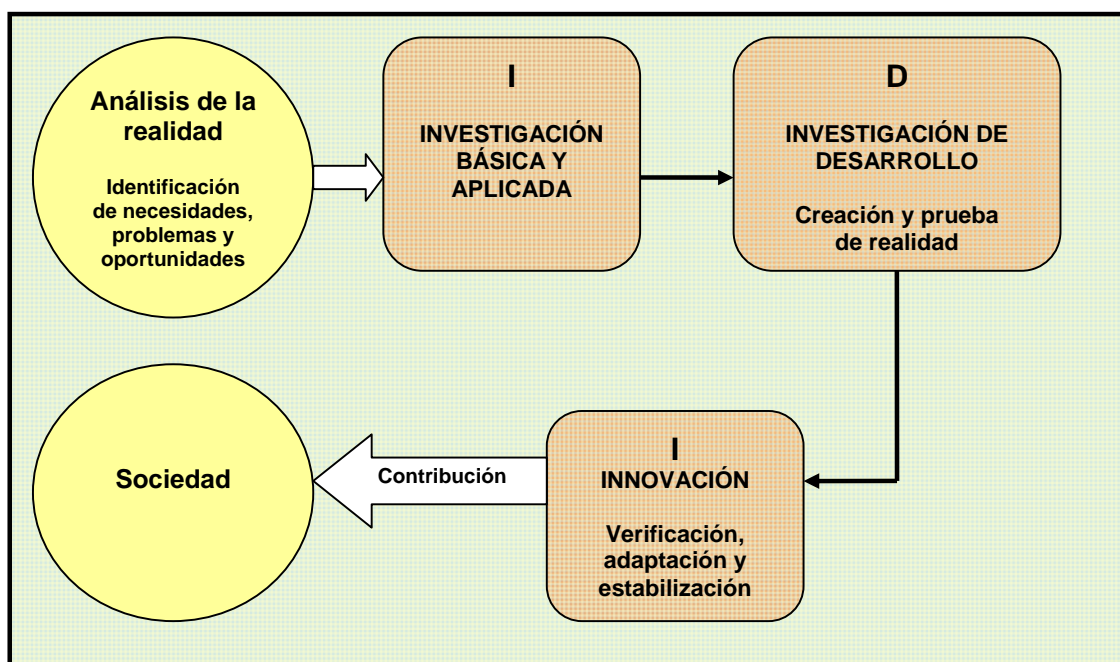 Análisis de la
realidad
Identificación
de necesidades,
problemas y
oportunidades
I
INVESTIGACIÓN
BÁSICA Y
APLICADA
D
INVESTIGACIÓN DE
DESARROLLO
Creación y prueba
de realidad
Sociedad
Contribución
I
INNOVACIÓN
Verificación,
adaptación y
estabilización